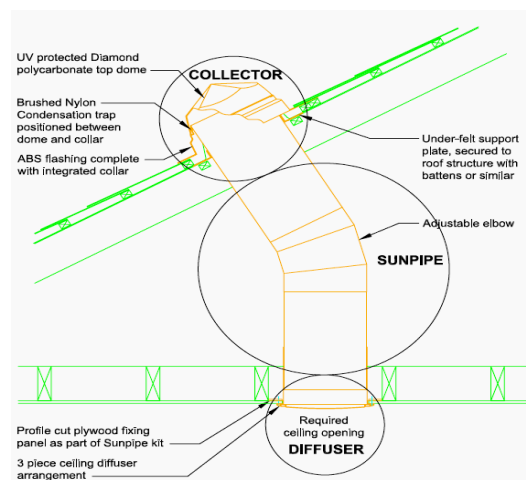 UV protected Diamond
polycarbonate top dome
COLLECTOR
Brushed Nylon
Condensation trap
positioned between
dome and collar
ABS flashing complete
with integrated collar
Under-felt support
plate, secured to
roof structure with
battens or similar
Adjustable elbow
SUNPIPE
Profile cut plywood fixing
panel as part of Sunpipe kit
3 piece ceiling diffuser
arrangement
Required
ceiling opening
DIFFUSER